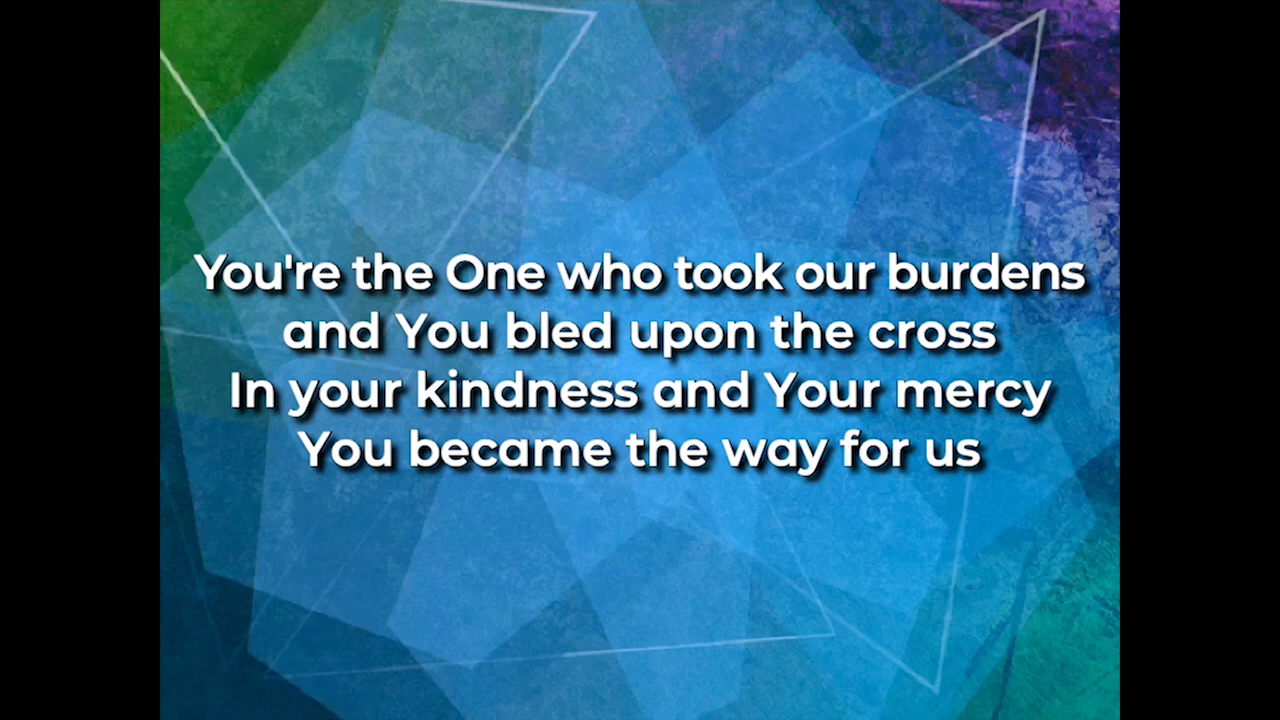 You're the One who took our burdens
and You bled upon the cross
In your kindness and Your mercy
You became the way for us